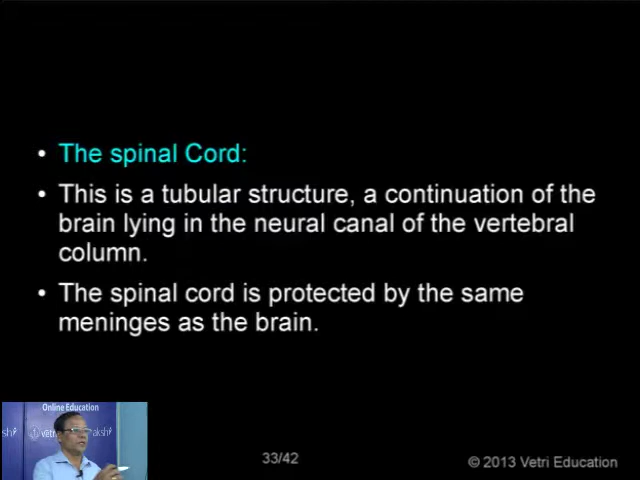 • The spinal Cord:
• This is a tubular structure, a continuation of the
brain lying in the neural canal of the vertebral
column.
• The spinal cord is protected by the same
meninges as the brain.
Online Education
33/42
© 2013 Vetri Education